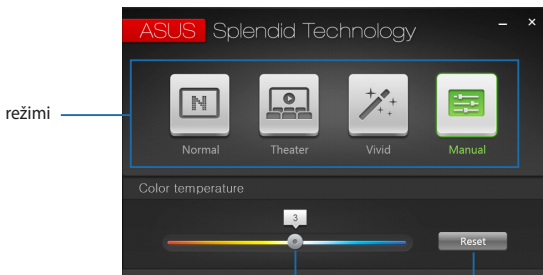 ASUS Splendid Technology
režimi
Normal Theater Vivid Manual
Color temperature
3
Reset